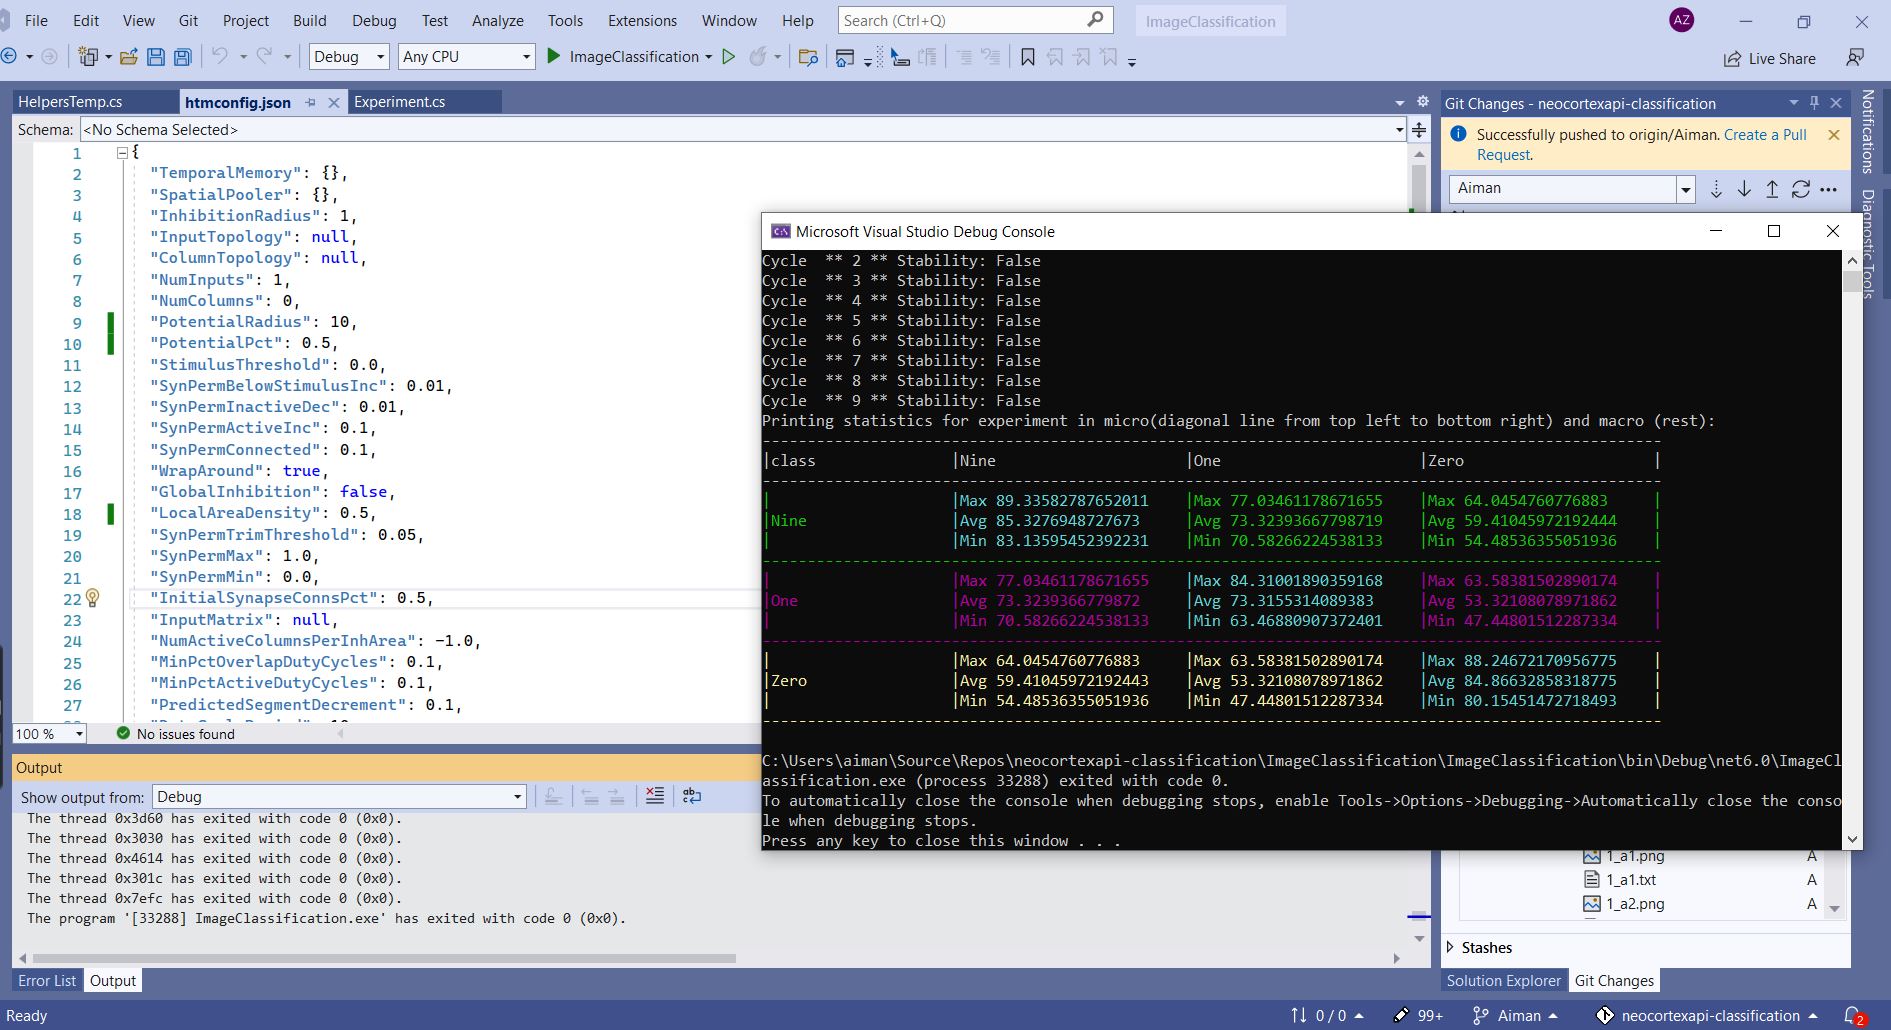 File Edit View Git Project Build Debug Test Analyze Tools Extensions Window Help Search (Ctrl+Q) ImageClassification AZ
Debug Any CPU ImageClassification Live Share
HelpersTemp.cs htmconfig.json Experiment.cs
Schema: <No Schema Selected>
1 {
2 "TemporalMemory": {},
3 "SpatialPooler": {},
4 "InhibitionRadius": 1,
5 "InputTopology": null,
6 "ColumnTopology": null,
7 "NumInputs": 1,
8 "NumColumns": 0,
9 "PotentialRadius": 10,
10 "PotentialPct": 0.5,
11 "StimulusThreshold": 0.0,
12 "SynPermBelowStimulusInc": 0.01,
13 "SynPermInactiveDec": 0.01,
14 "SynPermActiveInc": 0.1,
15 "SynPermConnected": 0.1,
16 "WrapAround": true,
17 "GlobalInhibition": false,
18 "LocalAreaDensity": 0.5,
19 "SynPermTrimThreshold": 0.05,
20 "SynPermMax": 1.0,
21 "SynPermMin": 0.0,
22 "InitialSynapseConnsPct": 0.5,
23 "InputMatrix": null,
24 "NumActiveColumnsPerInhArea": -1.0,
25 "MinPctOverlapDutyCycles": 0.1,
26 "MinPctActiveDutyCycles": 0.1,
27 "PredictedSegmentDecrement": 0.1,
100 % No issues found
Output
Show output from: Debug
The thread 0x3d60 has exited with code 0 (0x0).
The thread 0x3030 has exited with code 0 (0x0).
The thread 0x4614 has exited with code 0 (0x0).
The thread 0x301c has exited with code 0 (0x0).
The thread 0x7efc has exited with code 0 (0x0).
The program '[33288] ImageClassification.exe' has exited with code 0 (0x0).
Error List Output
Git Changes - neocortexapi-classification
Successfully pushed to origin/Aiman. Create a Pull
Request.
Aiman
Notifications
Diagnostic Tools
Microsoft Visual Studio Debug Console
Cycle ** 2 ** Stability: False
Cycle ** 3 ** Stability: False
Cycle ** 4 ** Stability: False
Cycle ** 5 ** Stability: False
Cycle ** 6 ** Stability: False
Cycle ** 7 ** Stability: False
Cycle ** 8 ** Stability: False
Cycle ** 9 ** Stability: False
Printing statistics for experiment in micro(diagonal line from top left to bottom right) and macro (rest):
|class |Nine |One |Zero |
| |Max 89.33582787652011 |Max 77.03461178671655 |Max 64.0454760776883 |
|Nine |Avg 85.3276948727673 |Avg 73.32393667798719 |Avg 59.41045972192444 |
| |Min 83.13595452392231 |Min 70.58266224538133 |Min 54.48536355051936 |
| |Max 77.03461178671655 |Max 84.31001890359168 |Max 63.58381502890174 |
|One |Avg 73.3239366779872 |Avg 73.3155314089383 |Avg 53.32108078971862 |
| |Min 70.58266224538133 |Min 63.46880907372401 |Min 47.44801512287334 |
| |Max 64.0454760776883 |Max 63.58381502890174 |Max 88.24672170956775 |
|Zero |Avg 59.41045972192443 |Avg 53.32108078971862 |Avg 84.86632858318775 |
| |Min 54.48536355051936 |Min 47.44801512287334 |Min 80.15451472718493 |
C:\Users\aiman\Source\Repos\neocortexapi-classification\ImageClassification\ImageClassification\bin\Debug\net6.0\ImageCl
assification.exe (process 33288) exited with code 0.
To automatically close the console when debugging stops, enable Tools->Options->Debugging->Automatically close the conso
le when debugging stops.
Press any key to close this window . . .
1_a1.png A
1_a1.txt A
1_a2.png A
Stashes
Solution Explorer Git Changes
Ready 0 / 0 99+ Aiman neocortexapi-classification 2